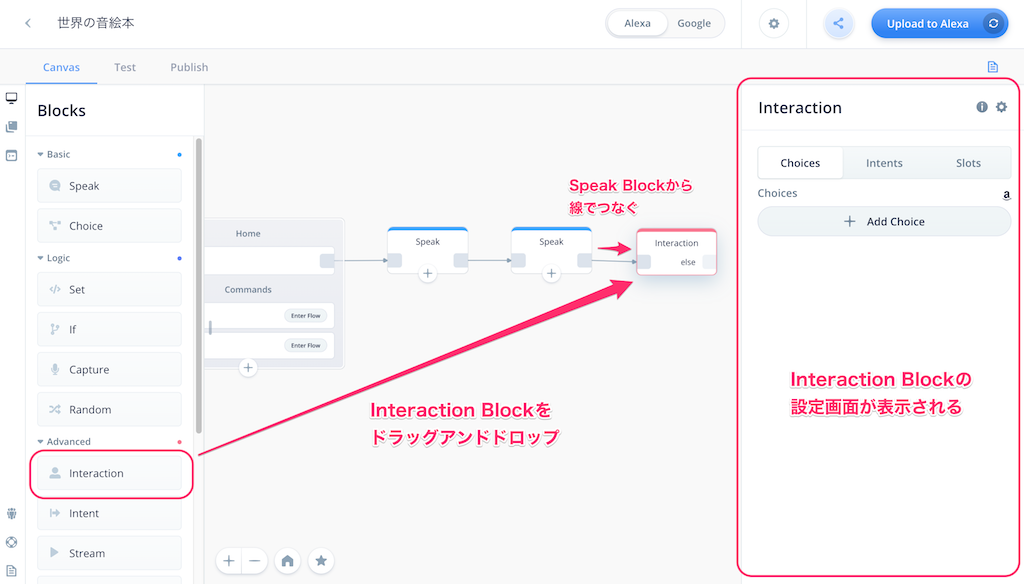 世界の音絵本
Alexa
Google
Upload to Alexa
Canvas
Test
Publish
Blocks
Basic
Speak
Choice
Logic
Set
If
Capture
Random
Advanced
Interaction
Intent
Stream
Home
Commands
Enter Flow
Enter Flow
Speak
Speak
Interaction
else
Speak Blockから
線でつなぐ
Interaction Blockを
ドラッグアンドドロップ
Interaction
Choices
Intents
Slots
Choices
a
Add Choice
Interaction Blockの
設定画面が表示される